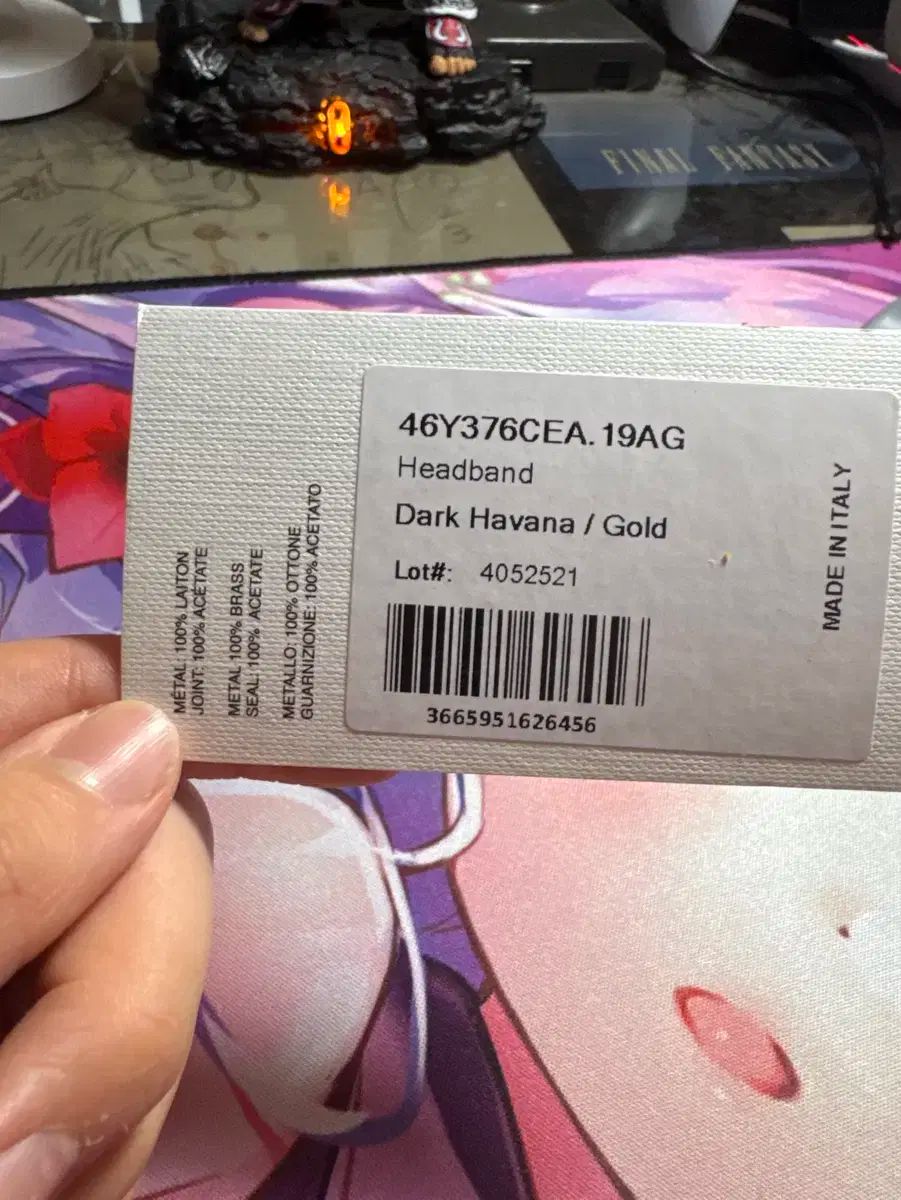 FINAL FANTASY
46Y376CEA.19AG
Headband
Dark Havana / Gold
Lot#: 4052521
3665951626456
MADE IN ITALY
MÉTAL: 100% LAITON
JOINT: 100% ACÉTATE
METAL 100% BRASS
SEAL: 100% ACETATE
METALLO: 100% OTTONE
GUARNIZIONE: 100% ACETATO